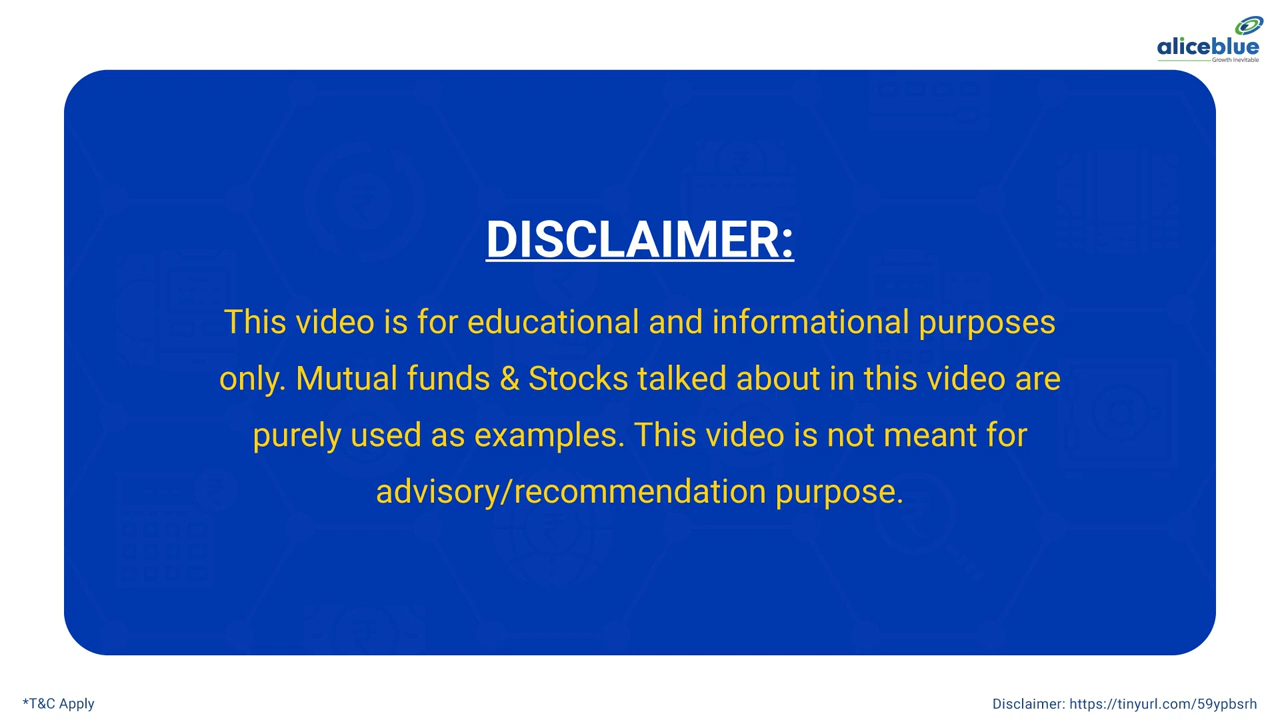 aliceblue
Growth inevitable
DISCLAIMER:
This video is for educational and informational purposes
only. Mutual funds & Stocks talked about in this video are
purely used as examples. This video is not meant for
advisory/recommendation purpose.
*T&C Apply
Disclaimer: https://tinyurl.com/59ypbsrh